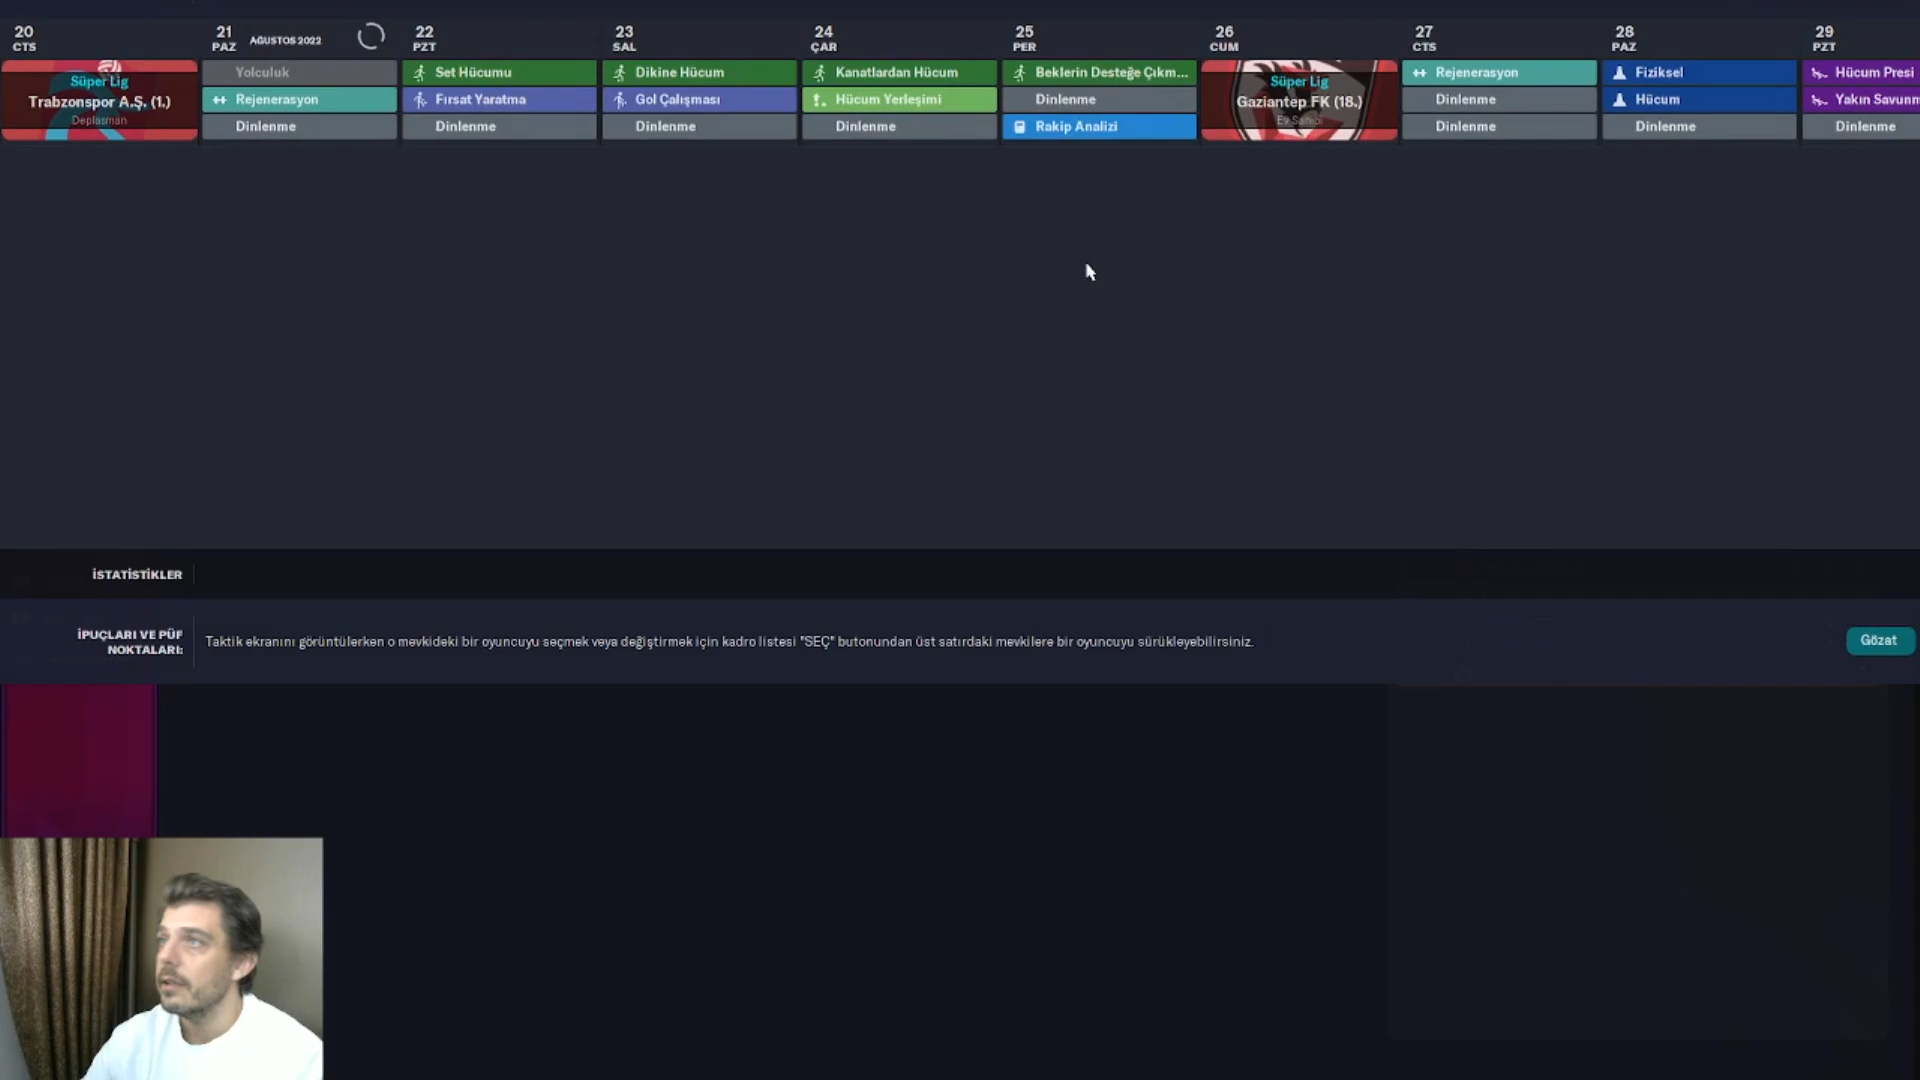 20
CTS
Süper Lig
Trabzonspor A.Ş. (1.)
Deplasman
21
PAZ
AĞUSTOS 2022
Yolculuk
Rejenerasyon
Dinlenme
22
PZT
Set Hücumu
Fırsat Yaratma
Dinlenme
23
SAL
Dikine Hücum
Gol Çalışması
Dinlenme
24
ÇAR
Kanatlardan Hücum
Hücum Yerleşimi
Dinlenme
25
PER
Beklerin Desteğe Çıkm...
Dinlenme
Rakip Analizi
26
CUM
Süper Lig
Gaziantep FK (18.)
Ev Sahibi
27
CTS
Rejenerasyon
Dinlenme
Dinlenme
28
PAZ
Fiziksel
Hücum
Dinlenme
29
PZT
Hücum Presi
Yakın Savunm
Dinlenme
İSTATİSTİKLER
İPUÇLARI VE PÜF
NOKTALARI:
Taktik ekranını görüntülerken o mevkideki bir oyuncuyu seçmek veya değiştirmek için kadro listesi "SEÇ" butonundan üst satırdaki mevkilere bir oyuncuyu sürükleyebilirsiniz.
Gözat